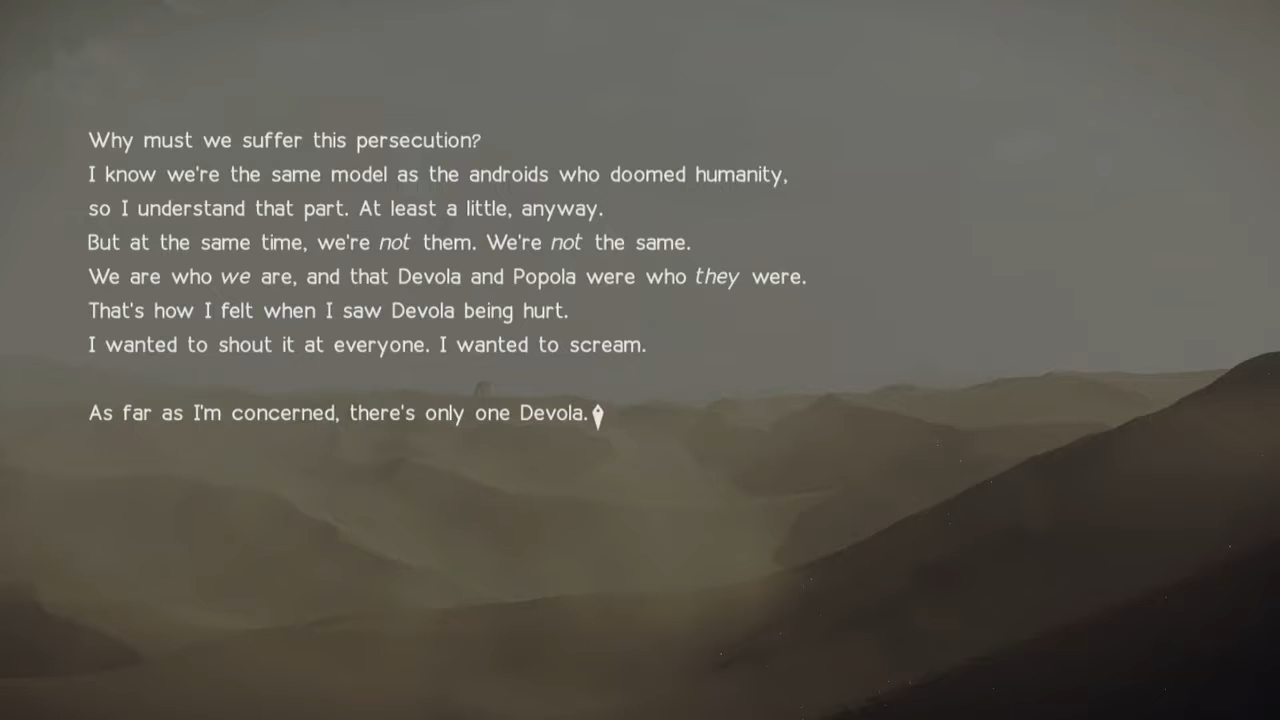 Why must we suffer this persecution?
I know we're the same model as the androids who doomed humanity,
so I understand that part. At least a little, anyway.
But at the same time, we're not them. We're not the same.
We are who we are, and that Devola and Popola were who they were.
That's how I felt when I saw Devola being hurt.
I wanted to shout it at everyone. I wanted to scream.
As far as I'm concerned, there's only one Devola.